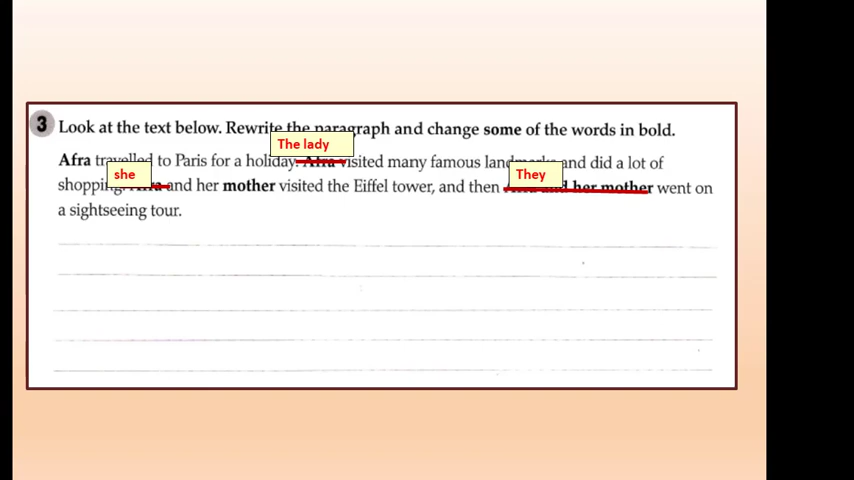 3 Look at the text below. Rewrite the paragraph and change some of the words in bold.
The lady
Afra travelled to Paris for a holiday. Afra visited many famous landmarks and did a lot of
she
They
shopping. Afra and her mother visited the Eiffel tower, and then Afra and her mother went on
a sightseeing tour.